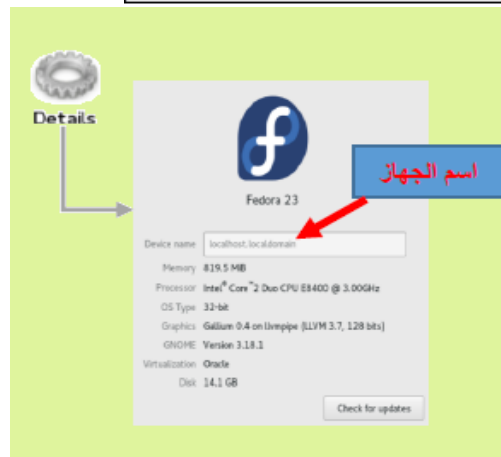 Details
اسم الجهاز
Fedora 23
Device name localhost.localdomain
Memory 819.5 MiB
Processor Intel® Core™2 Duo CPU E8400 @ 3.00GHz
OS Type 32-bit
Graphics Gallium 0.4 on llvmpipe (LLVM 3.7, 128 bits)
GNOME Version 3.18.1
Virtualization Oracle
Disk 14.1 GB
Check for updates